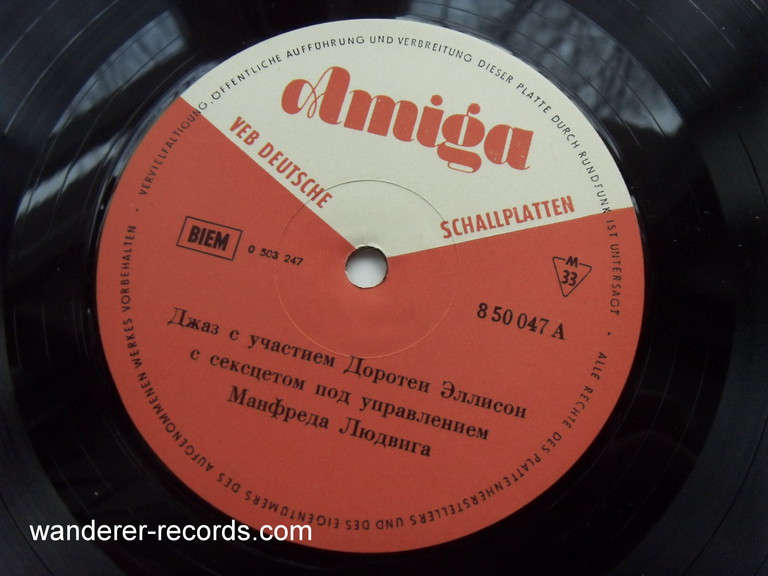 VERVIELFÄLTIGUNG, ÖFFENTLICHE AUFFÜHRUNG UND VERBREITUNG DIESER PLATTE DURCH RUNDFUNK IST UNTERSAGT · ALLE RECHTE DES PLATTENHERSTELLERS UND DES EIGENTÜMERS DES AUFGENOMMENEN WERKES VORBEHALTEN ·
Amiga
VEB DEUTSCHE
SCHALLPLATTEN
BIEM
0 503 247
M
33
8 50 047 A
Джаз с участием Доротеи Эллисон
с сексцетом под управлением
Манфреда Людвига
wanderer-records.com